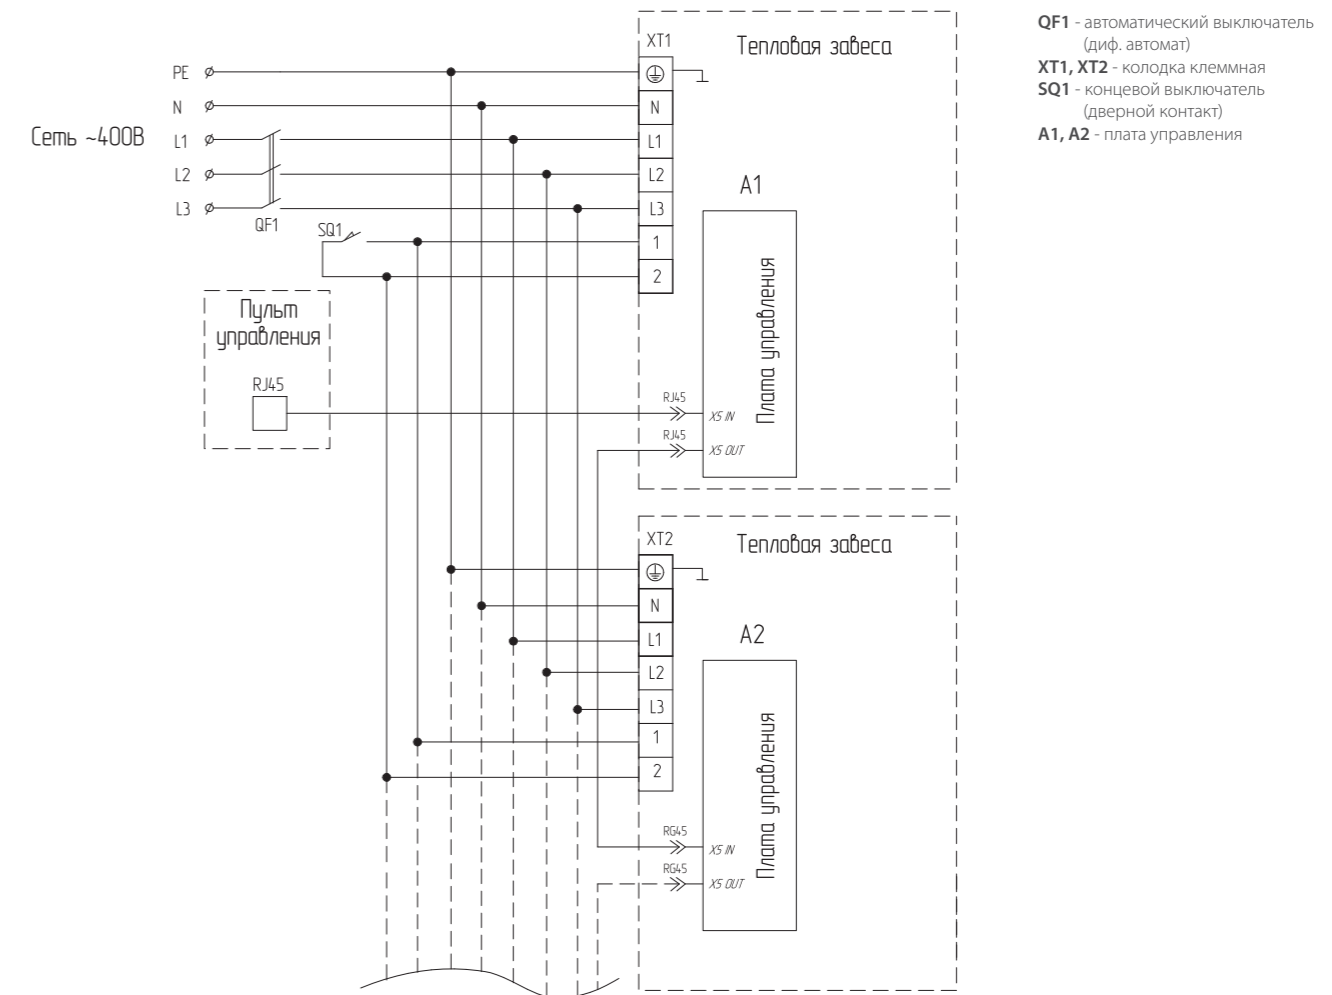 QF1 - автоматический выключатель
(диф. автомат)
XT1, XT2 - колодка клеммная
SQ1 - концевой выключатель
(дверной контакт)
A1, A2 - плата управления
Сеть ~400В
PE
N
L1
L2
L3
QF1
SQ1
XT1
Тепловая завеса
N
L1
L2
L3
1
2
A1
Плата управления
Пульт
управления
RJ45
RJ45
X5 IN
RJ45
X5 OUT
XT2
Тепловая завеса
N
L1
L2
L3
1
2
A2
Плата управления
RG45
X5 IN
RG45
X5 OUT